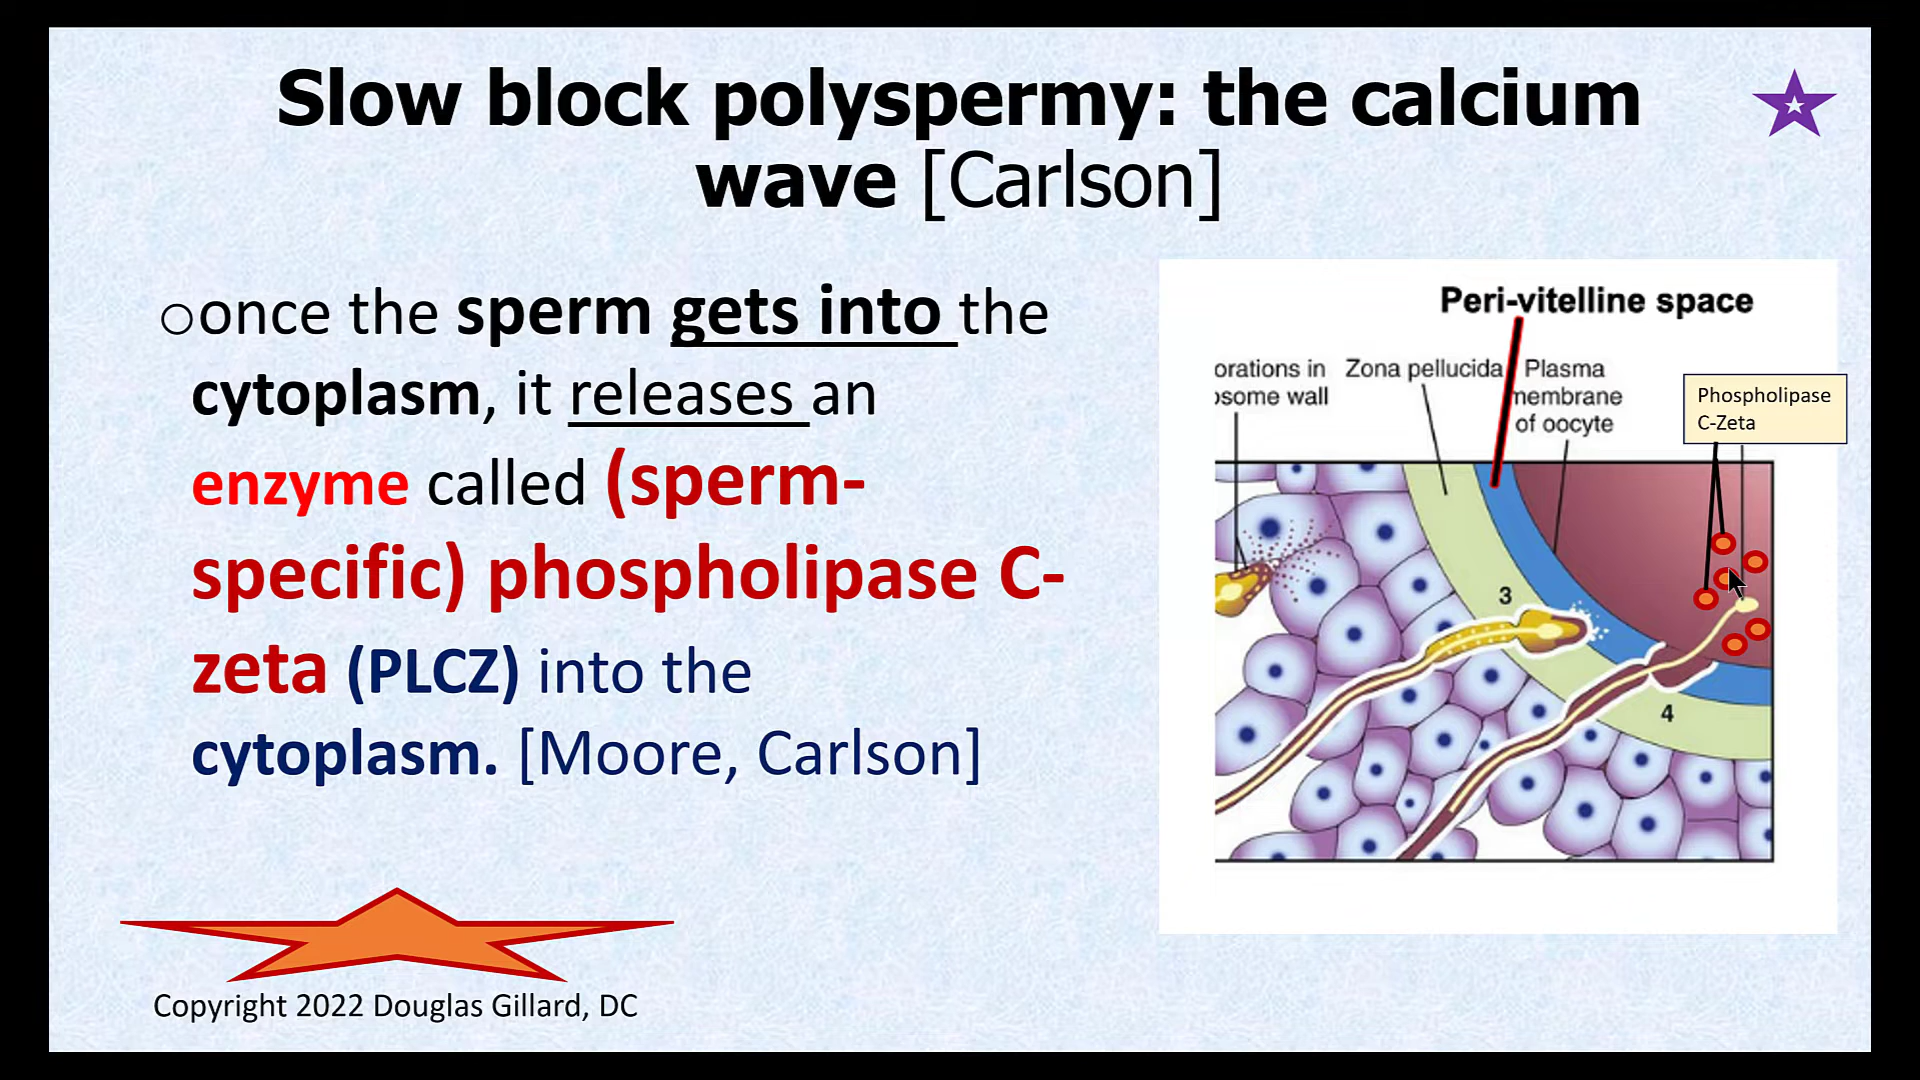 Slow block polyspermy: the calcium
wave [Carlson]
once the sperm gets into the
cytoplasm, it releases an
enzyme called (sperm-
specific) phospholipase C-
zeta (PLCZ) into the
cytoplasm. [Moore, Carlson]
Copyright 2022 Douglas Gillard, DC
Peri-vitelline space
orations in
osome wall
Zona pellucida
Plasma
membrane
of oocyte
Phospholipase
C-Zeta
3
4